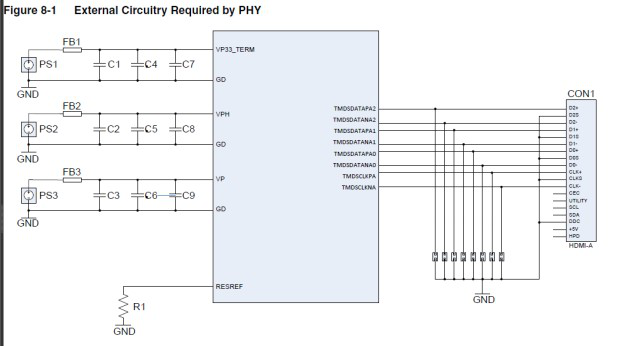 Figure 8-1 External Circuitry Required by PHY
FB1
PS1
C1
C4
C7
GND
VP33_TERM
GD
FB2
PS2
C2
C5
C8
GND
VPH
GD
FB3
PS3
C3
C6
C9
GND
VP
GD
RESREF
R1
GND
TMDSDATAPA2
TMDSDATANA2
TMDSDATAPA1
TMDSDATANA1
TMDSDATAPA0
TMDSDATANA0
TMDSCLKPA
TMDSCLKNA
GND
CON1
D2+
D2S
D2-
D1+
D1S
D1-
D0+
D0S
D0-
CLK+
CLKS
CLK-
CEC
UTILITY
SCL
SDA
DDC
+5V
HPD
HDMI-A